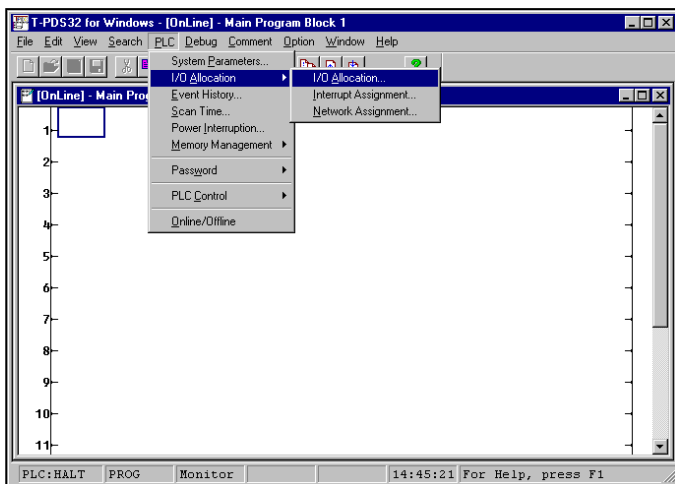 T-PDS32 for Windows - [OnLine] - Main Program Block 1
File Edit View Search PLC Debug Comment Option Window Help
System Parameters...
I/O Allocation
Event History...
Scan Time...
Power Interruption...
Memory Management
Password
PLC Control
Online/Offline
I/O Allocation...
Interrupt Assignment...
Network Assignment...
[OnLine] - Main Pro
1
2
3
4
5
6
7
8
9
10
11
PLC:HALT PROG Monitor 14:45:21 For Help, press F1